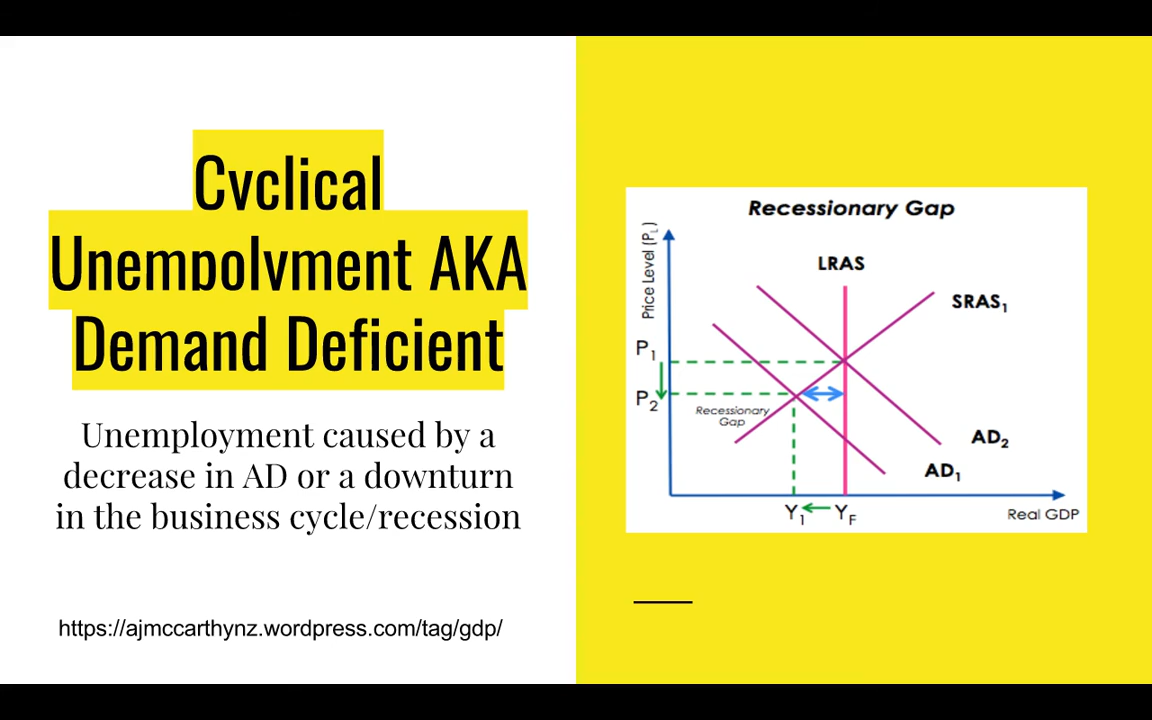 Cyclical
Unempolyment AKA
Demand Deficient
Unemployment caused by a
decrease in AD or a downturn
in the business cycle/recession
https://ajmccarthynz.wordpress.com/tag/gdp/
Recessionary Gap
Price Level (PL)
LRAS
SRAS1
P1
P2
Recessionary
Gap
AD2
AD1
Y1
YF
Real GDP